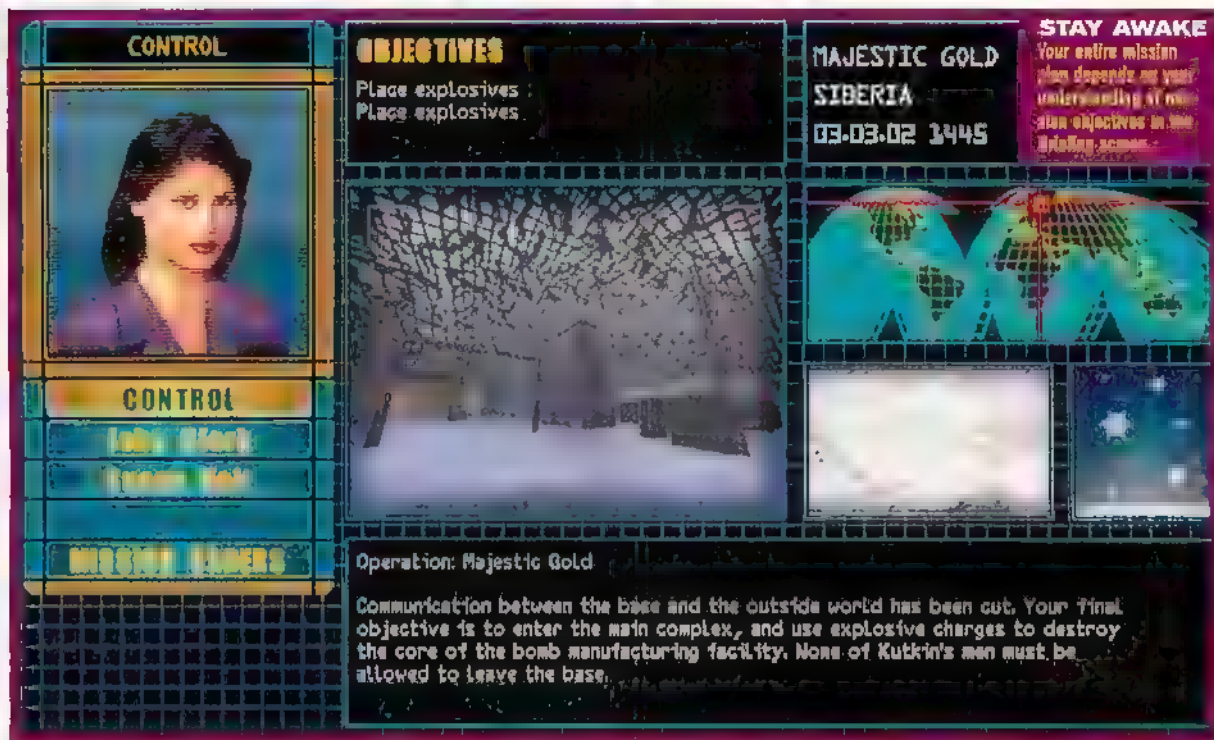 CONTROL
CONTROL
MISSION ORDERS
OBJECTIVES
Place explosives
Place explosives
MAJESTIC GOLD
SIBERIA
03.03.02 1445
STAY AWAKE
Your entire mission
plan depends on your
understanding of
objectives in the
briefing screen.
Operation: Majestic Gold
Communication between the base and the outside world has been cut. Your final
objective is to enter the main complex, and use explosive charges to destroy
the core of the bomb manufacturing facility. None of Kutkin's men must be
allowed to leave the base.